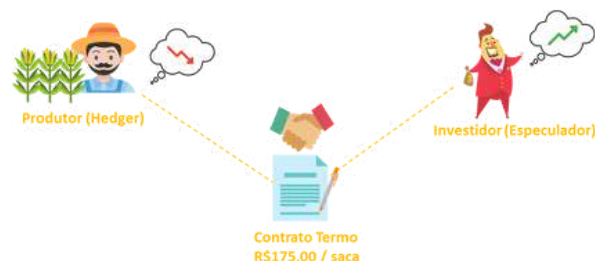 Produtor (Hedger)
Investidor (Especulador)
Contrato Termo
R$175,00 / saca